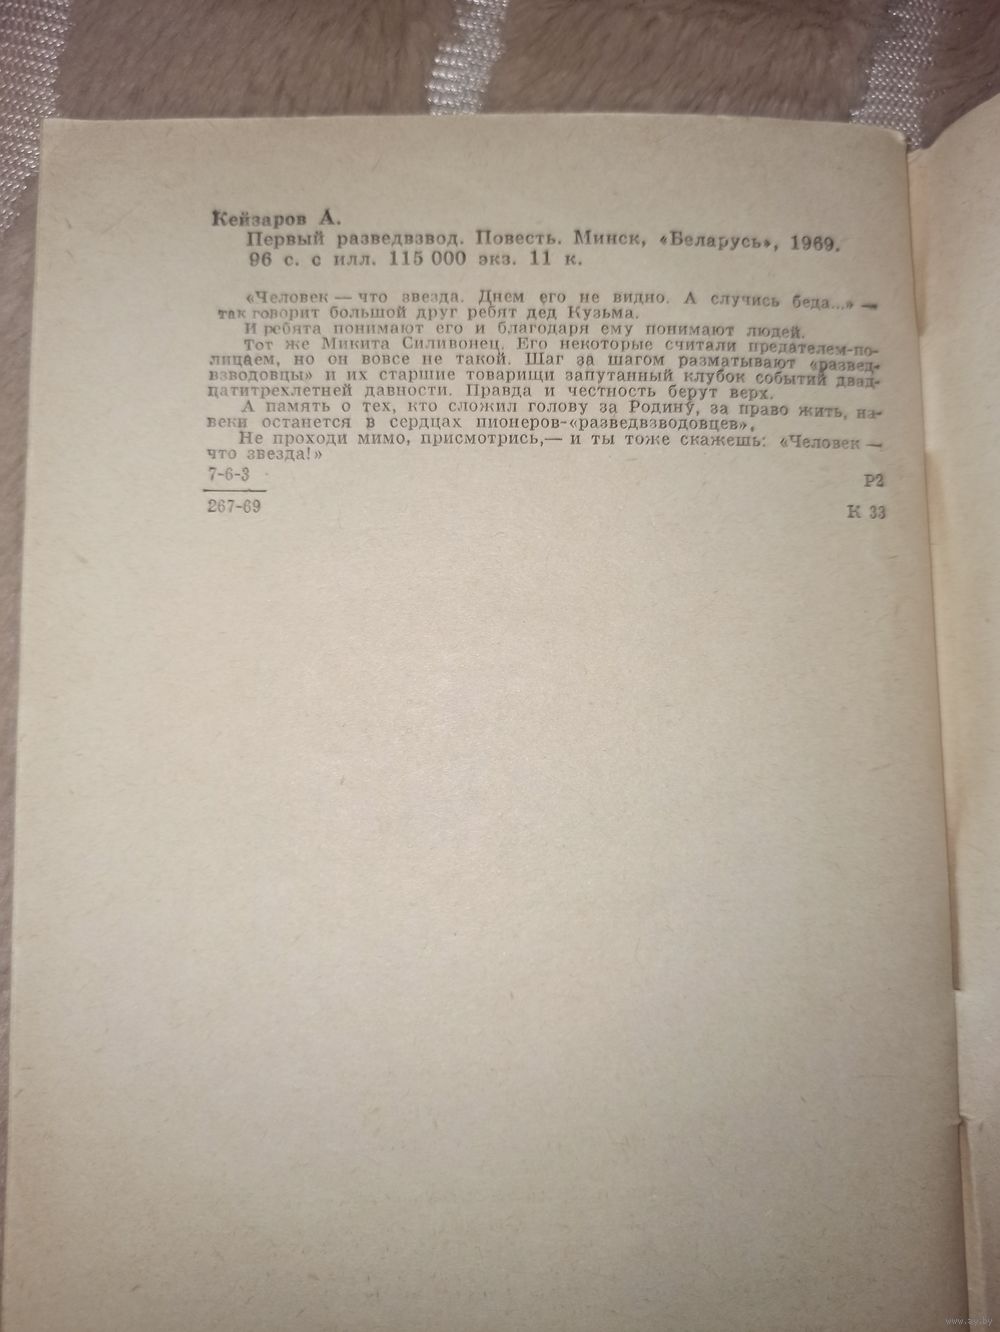 Кейзаров А.
Первый разведвзвод. Повесть. Минск, «Беларусь», 1969.
96 с. с илл. 115 000 экз. 11 к.
«Человек — что звезда. Днем его не видно. А случись беда...» —
так говорит большой друг ребят дед Кузьма.
И ребята понимают его и благодаря ему понимают людей.
Тот же Микита Силивонец. Его некоторые считали предателем-по-
лицаем, но он вовсе не такой. Шаг за шагом разматывают «развед-
взводовцы» и их старшие товарищи запутанный клубок событий двад-
цатитрехлетней давности. Правда и честность берут верх.
А память о тех, кто сложил голову за Родину, за право жить, на-
веки останется в сердцах пионеров-«разведвзводовцев».
Не проходи мимо, присмотрись,— и ты тоже скажешь: «Человек —
что звезда!»
7-6-3
267-69
Р2
К 33
www.ay.by